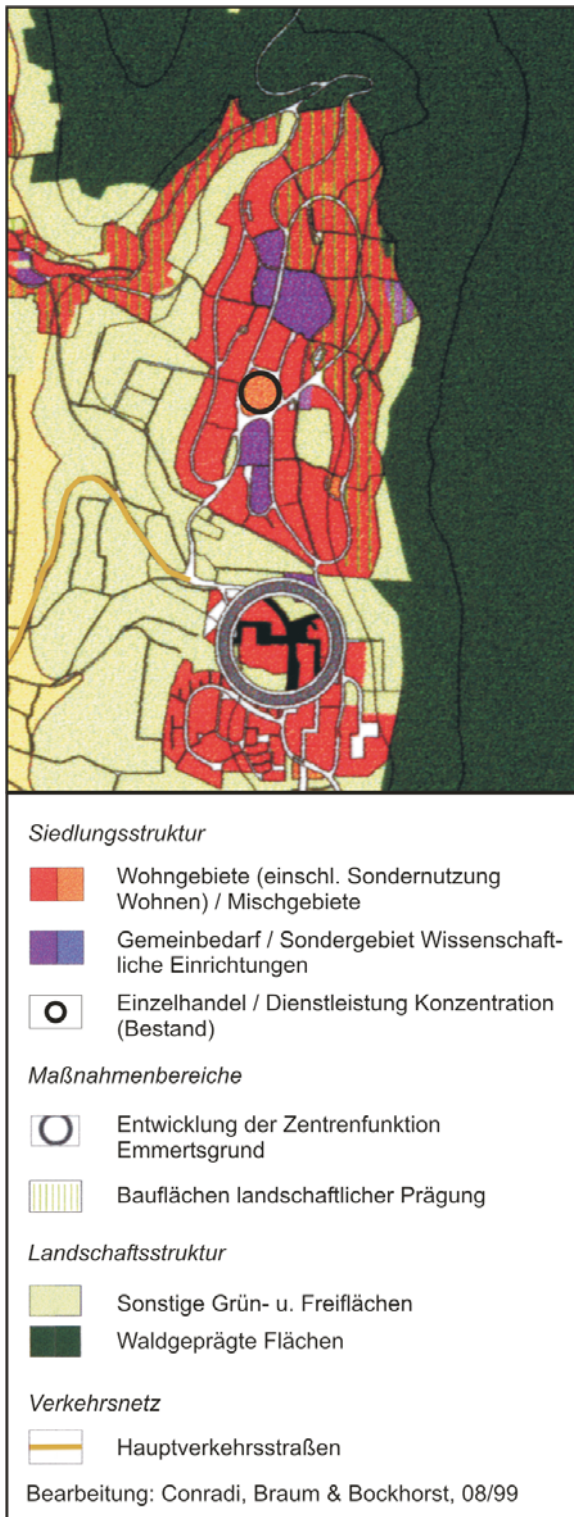 Siedlungsstruktur
Wohngebiete (einschl. Sondernutzung
Wohnen) / Mischgebiete
Gemeinbedarf / Sondergebiet Wissenschaft-
liche Einrichtungen
Einzelhandel / Dienstleistung Konzentration
(Bestand)
Maßnahmenbereiche
Entwicklung der Zentrenfunktion
Emmertsgrund
Bauflächen landschaftlicher Prägung
Landschaftsstruktur
Sonstige Grün- u. Freiflächen
Waldgeprägte Flächen
Verkehrsnetz
Hauptverkehrsstraßen
Bearbeitung: Conradi, Braum & Bockhorst, 08/99